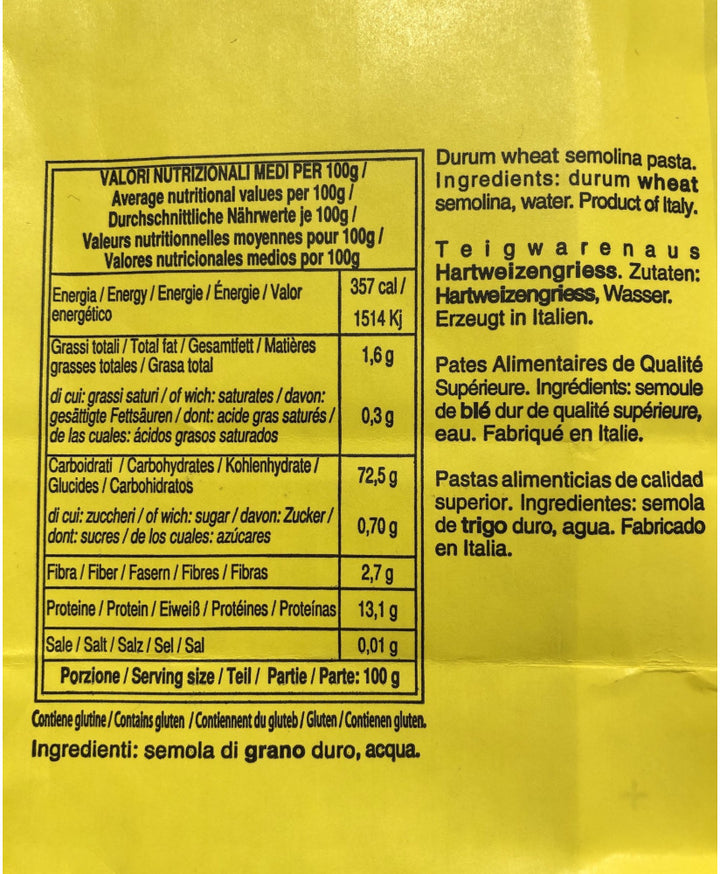 VALORI NUTRIZIONALI MEDI PER 100g /
Average nutritional values per 100g /
Durchschnittliche Nährwerte je 100g /
Valeurs nutritionnelles moyennes pour 100g /
Valores nutricionales medios por 100g
Energia / Energy / Energie / Énergie / Valor
energético
357 cal /
1514 Kj
Grassi totali / Total fat / Gesamtfett / Matières
grasses totales / Grasa total
1,6 g
di cui: grassi saturi / of wich: saturates / davon:
gesättigte Fettsäuren / dont: acide gras saturés /
de las cuales: ácidos grasos saturados
0,3 g
Carboidrati / Carbohydrates / Kohlenhydrate /
Glucides / Carbohidratos
72,5 g
di cui: zuccheri / of wich: sugar / davon: Zucker /
dont: sucres / de los cuales: azúcares
0,70 g
Fibra / Fiber / Fasern / Fibres / Fibras
2,7 g
Proteine / Protein / Eiweiß / Protéines / Proteínas
13,1 g
Sale / Salt / Salz / Sel / Sal
0,01 g
Porzione / Serving size / Teil / Partie / Parte: 100 g
Contiene glutine / Contains gluten / Contiennent du gluteb / Gluten / Contienen gluten.
Ingredienti: semola di grano duro, acqua.
Durum wheat semolina pasta.
Ingredients: durum wheat
semolina, water. Product of Italy.
Teigwarenaus
Hartweizengriess. Zutaten:
Hartweizengriess, Wasser.
Erzeugt in Italien.
Pates Alimentaires de Qualité
Supérieure. Ingrédients: semoule
de blé dur de qualité supérieure,
eau. Fabriqué en Italie.
Pastas alimenticias de calidad
superior. Ingredientes: semola
de trigo duro, agua. Fabricado
en Italia.